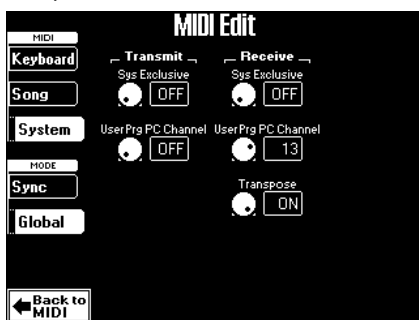 MIDI Edit
MIDI
Keyboard
Song
System
MODE
Sync
Global
Back to
MIDI
Transmit
Sys Exclusive
OFF
UserPrg PC Channel
OFF
Receive
Sys Exclusive
OFF
UserPrg PC Channel
13
Transpose
ON